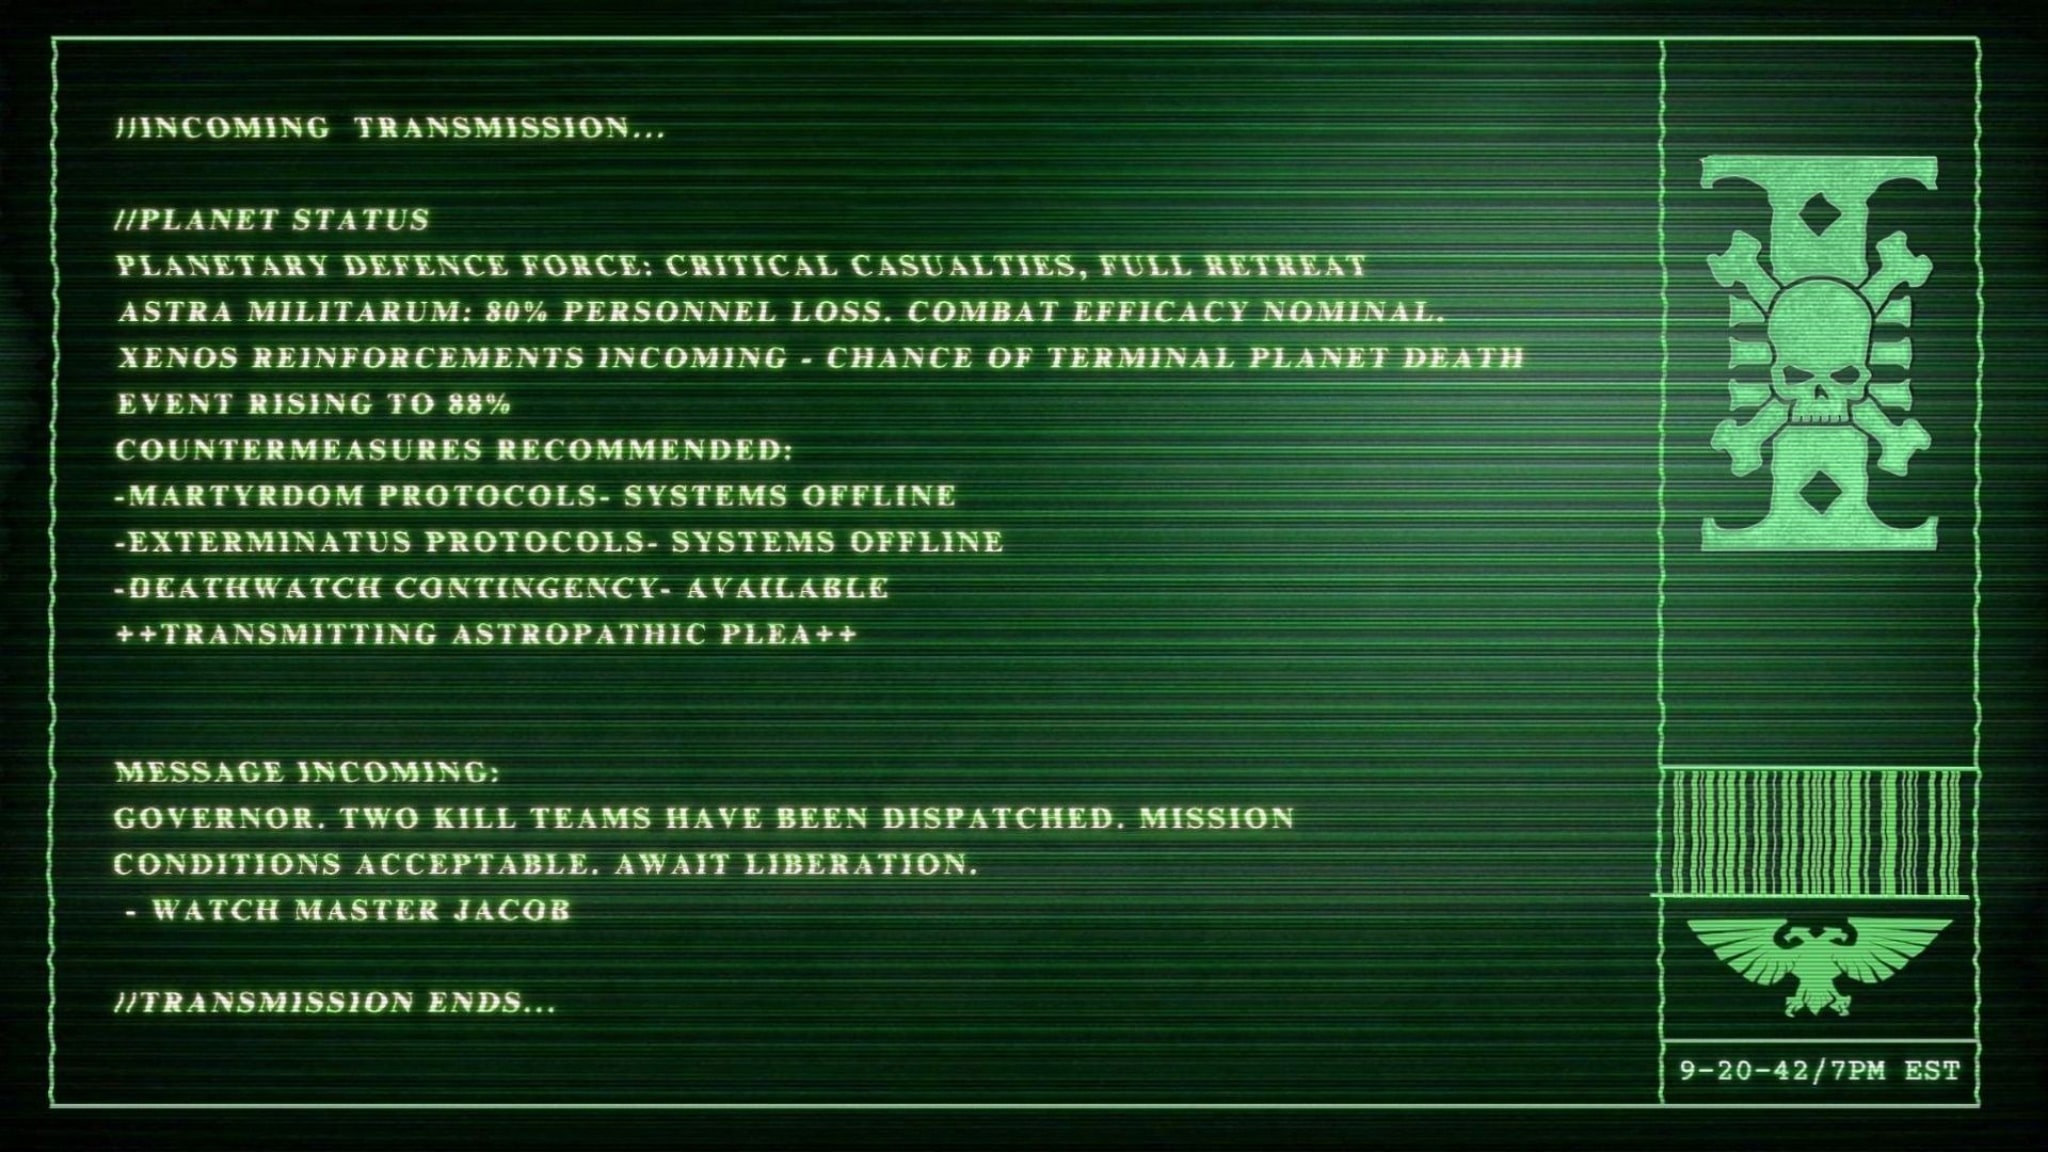 //INCOMING TRANSMISSION...
//PLANET STATUS
PLANETARY DEFENCE FORCE: CRITICAL CASUALTIES, FULL RETREAT
ASTRA MILITARUM: 80% PERSONNEL LOSS. COMBAT EFFICACY NOMINAL.
XENOS REINFORCEMENTS INCOMING - CHANCE OF TERMINAL PLANET DEATH
EVENT RISING TO 88%
COUNTERMEASURES RECOMMENDED:
-MARTYRDOM PROTOCOLS- SYSTEMS OFFLINE
-EXTERMINATUS PROTOCOLS- SYSTEMS OFFLINE
-DEATHWATCH CONTINGENCY- AVAILABLE
++TRANSMITTING ASTROPATHIC PLEA++
MESSAGE INCOMING:
GOVERNOR. TWO KILL TEAMS HAVE BEEN DISPATCHED. MISSION
CONDITIONS ACCEPTABLE. AWAIT LIBERATION.
- WATCH MASTER JACOB
//TRANSMISSION ENDS...
9-20-42/7PM EST